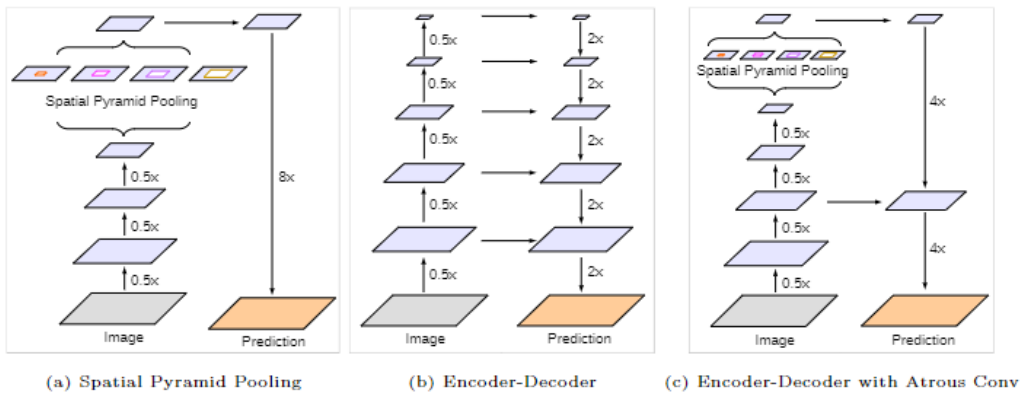 Spatial Pyramid Pooling
0.5x
0.5x
0.5x
8x
Image
Prediction
(a) Spatial Pyramid Pooling
0.5x
0.5x
0.5x
0.5x
0.5x
2x
2x
2x
2x
2x
Image
Prediction
(b) Encoder-Decoder
Spatial Pyramid Pooling
0.5x
0.5x
0.5x
0.5x
4x
4x
Image
Prediction
(c) Encoder-Decoder with Atrous Conv